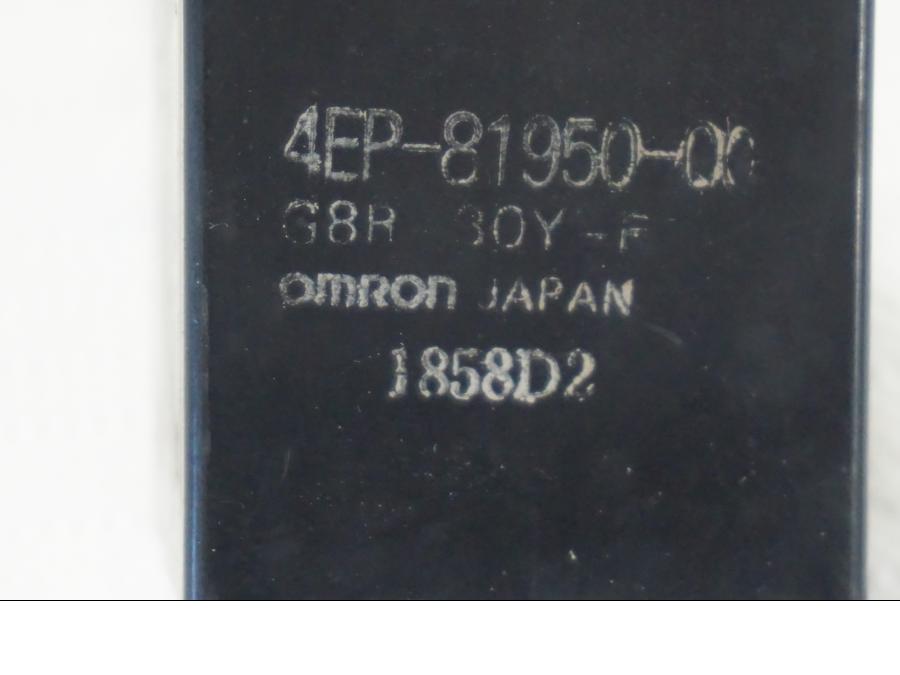 4EP-81950-00
G8R 30Y-F
omron JAPAN
1858D2